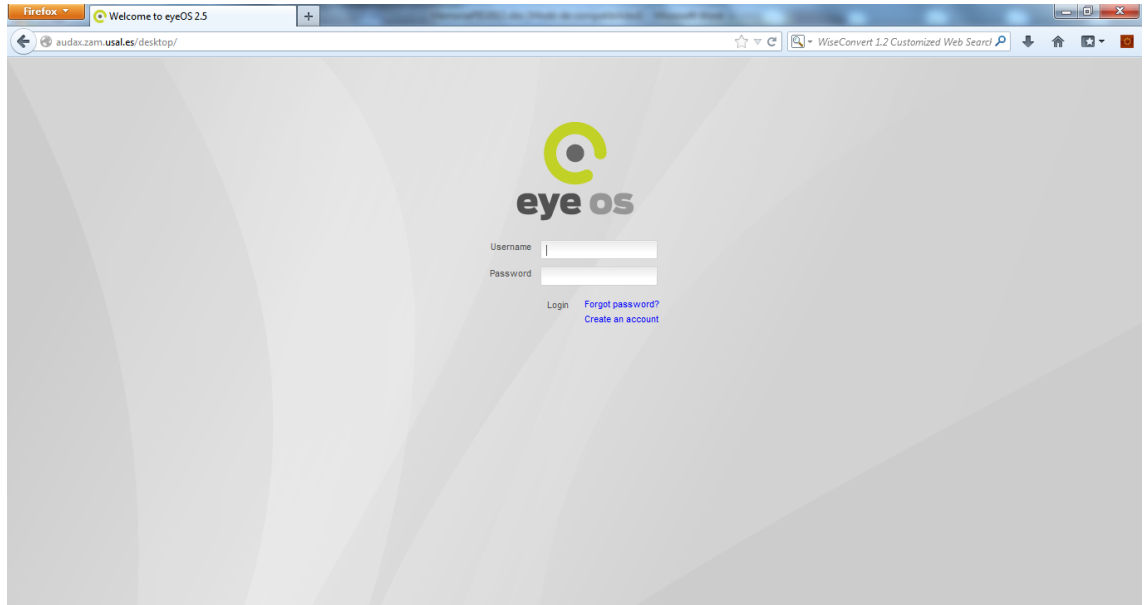 Firefox
Welcome to eyeOS 2.5
audax.zam.usal.es/desktop/
WiseConvert 1.2 Customized Web Searcl
eye os
Username
Password
Login
Forgot password?
Create an account